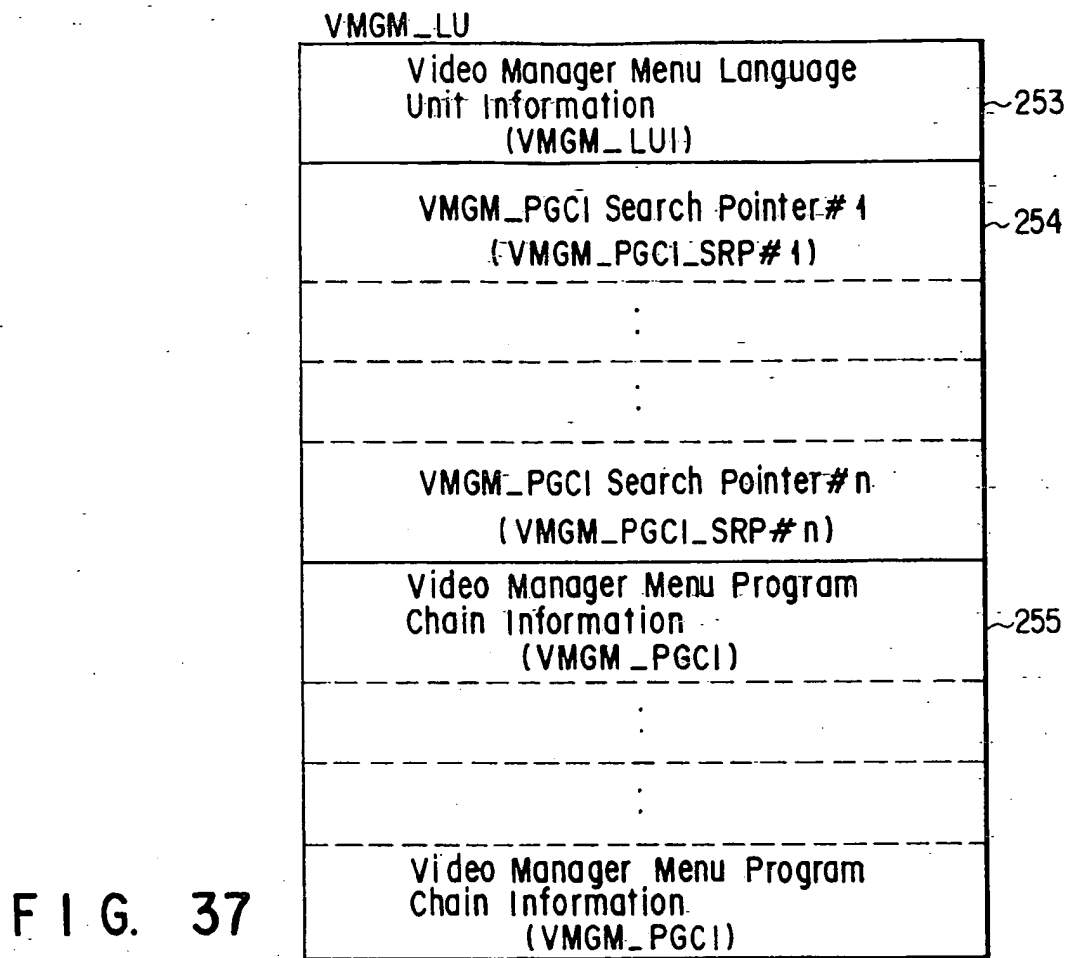 VMGM_LU
Video Manager Menu Language
Unit Information
(VMGM_LUI)
~253
VMGM_PGCI Search Pointer#1
(VMGM_PGCI_SRP#1)
~254
VMGM_PGCI Search Pointer#n
(VMGM_PGCI_SRP#n)
Video Manager Menu Program
Chain Information
(VMGM_PGCI)
~255
Video Manager Menu Program
Chain Information
(VMGM_PGCI)
FIG. 37